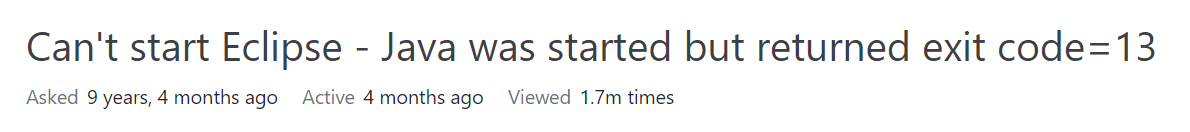 Can't start Eclipse - Java was started but returned exit code=13
Asked 9 years, 4 months ago Active 4 months ago Viewed 1.7m times